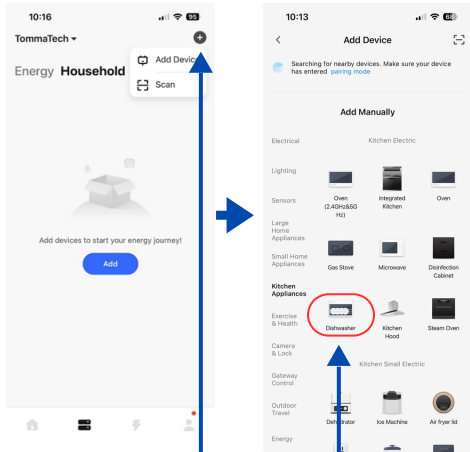 10:16
95
TommaTech
Energy Household
Add Device
Scan
Add devices to start your energy journey!
Add
10:13
68
Add Device
Searching for nearby devices. Make sure your device
has entered pairing mode
Add Manually
Electrical
Lighting
Sensors
Large
Home
Appliances
Small Home
Appliances
Kitchen
Appliances
Exercise
& Health
Camera
& Lock
Gateway
Control
Outdoor
Travel
Energy
Kitchen Electric
Oven
(2.4GHz&5G
Hz)
Integrated
Kitchen
Oven
Gas Stove
Microwave
Disinfection
Cabinet
Dishwasher
Kitchen
Hood
Steam Oven
Kitchen Small Electric
Dehydrator
Ice Machine
Air fryer lid